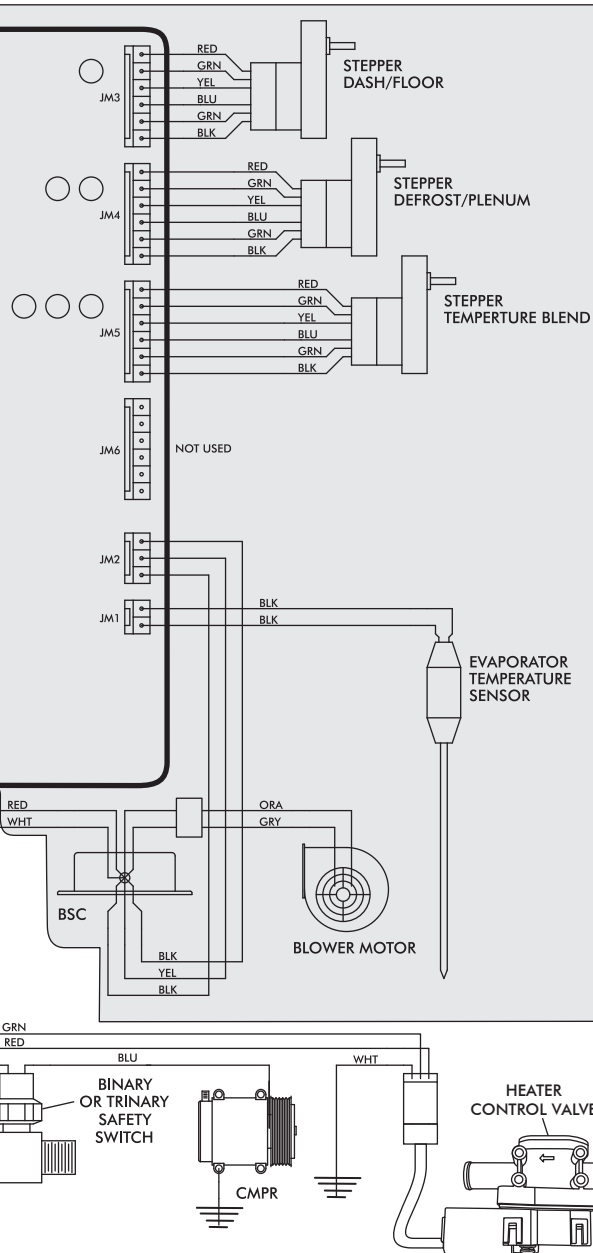 RED
GRN
YEL
BLU
GRN
BLK
JM3
STEPPER
DASH/FLOOR
RED
GRN
YEL
BLU
GRN
BLK
JM4
STEPPER
DEFROST/PLENUM
RED
GRN
YEL
BLU
GRN
BLK
JM5
STEPPER
TEMPERTURE BLEND
JM6
NOT USED
JM2
JM1
BLK
BLK
EVAPORATOR
TEMPERATURE
SENSOR
RED
WHT
ORA
GRY
BSC
BLOWER MOTOR
BLK
YEL
BLK
GRN
RED
BLU
WHT
BINARY
OR TRINARY
SAFETY
SWITCH
CMPR
HEATER
CONTROL VALVE